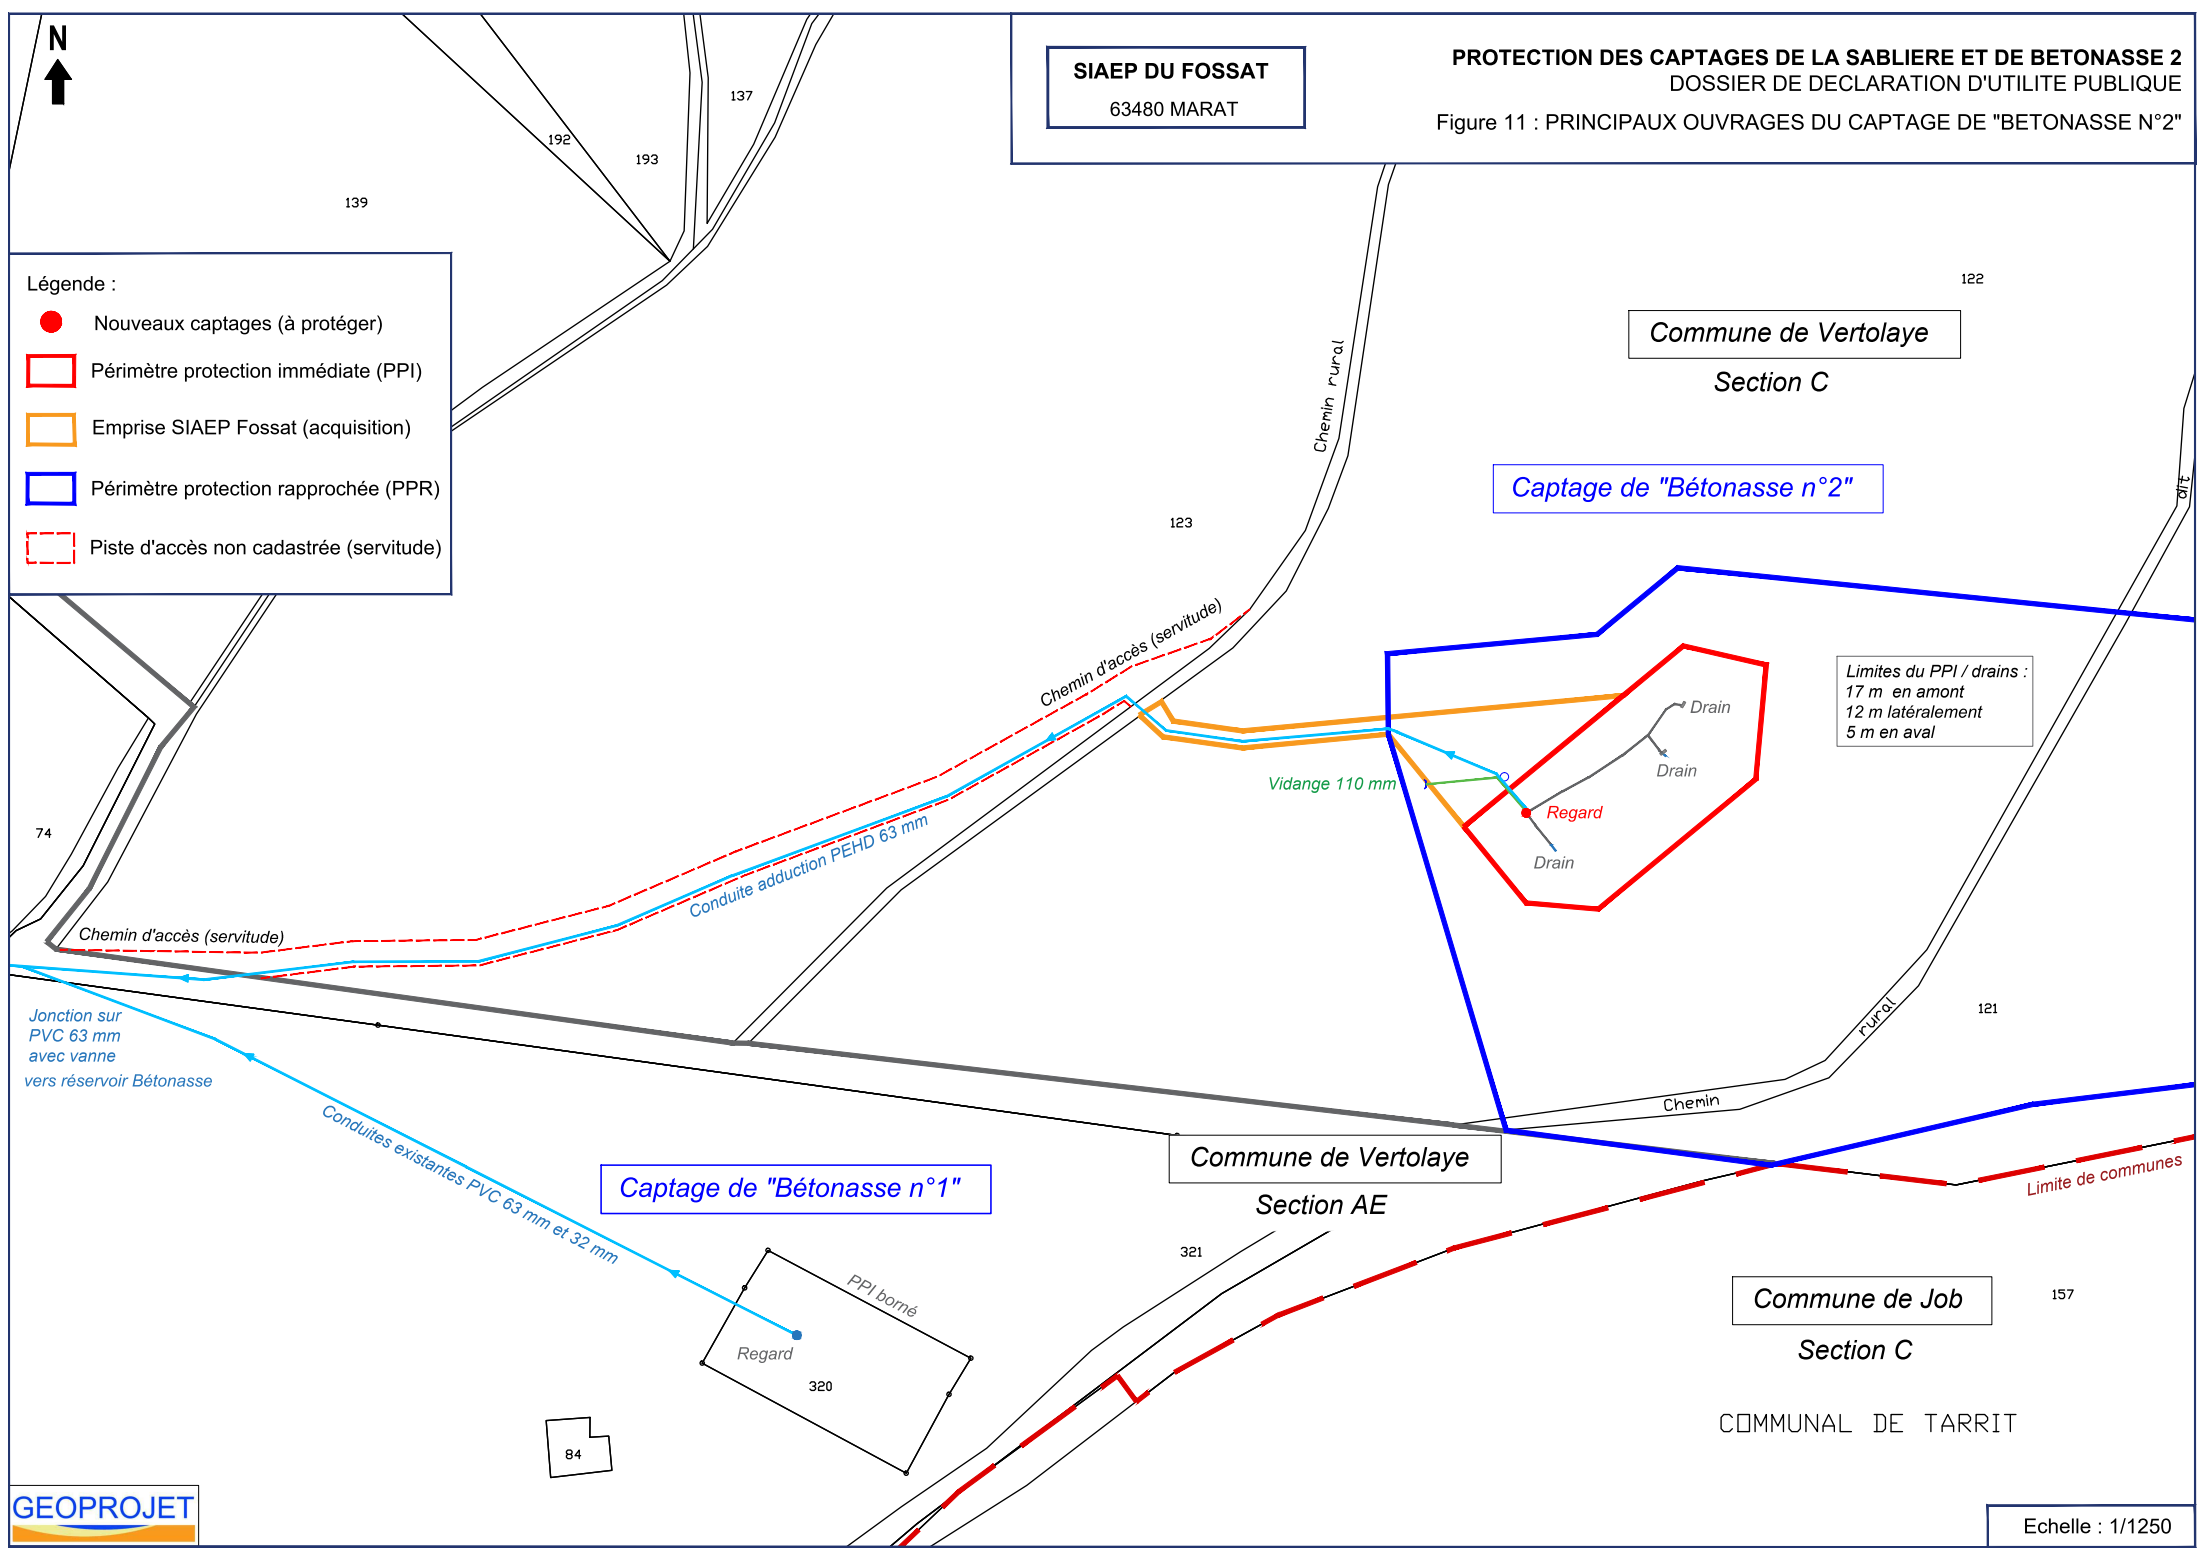 N
SIAEP DU FOSSAT
63480 MARAT
PROTECTION DES CAPTAGES DE LA SABLIERE ET DE BETONASSE 2
DOSSIER DE DECLARATION D'UTILITE PUBLIQUE
Figure 11 : PRINCIPAUX OUVRAGES DU CAPTAGE DE "BETONASSE N°2"
137
192
193
139
122
Légende :
Nouveaux captages (à protéger)
Périmètre protection immédiate (PPI)
Emprise SIAEP Fossat (acquisition)
Périmètre protection rapprochée (PPR)
Piste d'accès non cadastrée (servitude)
Commune de Vertolaye
Section C
Chemin rural
Captage de "Bétonasse n°2"
dit
123
Chemin d'accès (servitude)
Limites du PPI / drains :
17 m en amont
12 m latéralement
5 m en aval
Drain
Drain
Vidange 110 mm
Regard
Drain
74
Conduite adduction PEHD 63 mm
Chemin d'accès (servitude)
Jonction sur
PVC 63 mm
avec vanne
vers réservoir Bétonasse
rural
121
Chemin
Conduites existantes PVC 63 mm et 32 mm
Commune de Vertolaye
Section AE
Captage de "Bétonasse n°1"
Limite de communes
321
PPI borné
Regard
320
84
Commune de Job
Section C
157
COMMUNAL DE TARRIT
GEOPROJET
Echelle : 1/1250